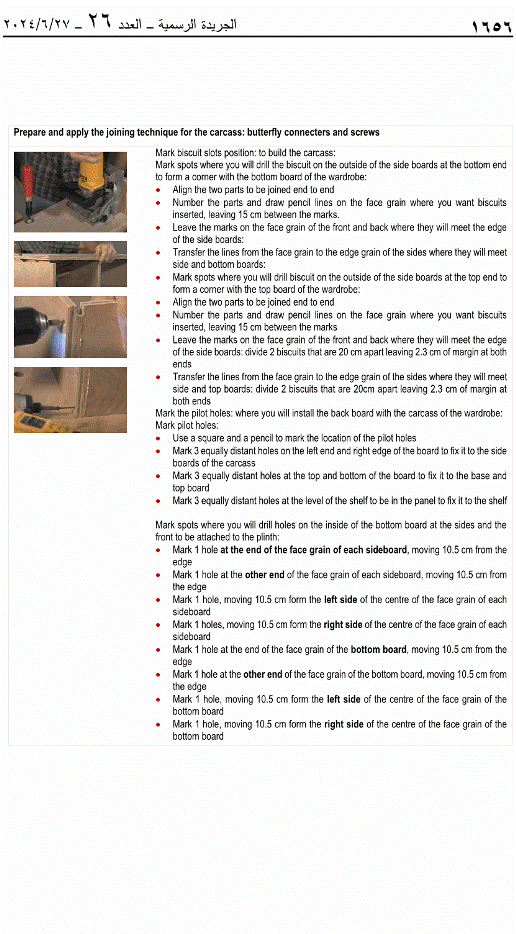 ١٦٥٦ الجريدة الرسمية – العدد ٢٦ – ٢٠٢٤/٦/٢٧
Prepare and apply the joining technique for the carcass: butterfly connecters and screws
Mark biscuit slots position: to build the carcass:
Mark spots where you will drill the biscuit on the outside of the side boards at the bottom end
to form a corner with the bottom board of the wardrobe:
• Align the two parts to be joined end to end
• Number the parts and draw pencil lines on the face grain where you want biscuits
inserted, leaving 15 cm between the marks.
• Leave the marks on the face grain of the front and back where they will meet the edge
of the side boards:
• Transfer the lines from the face grain to the edge grain of the sides where they will meet
side and bottom boards:
• Mark spots where you will drill biscuit on the outside of the side boards at the top end to
form a corner with the top board of the wardrobe:
• Align the two parts to be joined end to end
• Number the parts and draw pencil lines on the face grain where you want biscuits
inserted, leaving 15 cm between the marks
• Leave the marks on the face grain of the front and back where they will meet the edge
of the side boards: divide 2 biscuits that are 20 cm apart leaving 2.3 cm of margin at both
ends
• Transfer the lines from the face grain to the edge grain of the sides where they will meet
side and top boards: divide 2 biscuits that are 20cm apart leaving 2.3 cm of margin at
both ends
Mark the pilot holes: where you will install the back board with the carcass of the wardrobe:
Mark pilot holes:
• Use a square and a pencil to mark the location of the pilot holes
• Mark 3 equally distant holes on the left end and right edge of the board to fix it to the side
boards of the carcass
• Mark 3 equally distant holes at the top and bottom of the board to fix it to the base and
top board
• Mark 3 equally distant holes at the level of the shelf to be in the panel to fix it to the shelf
Mark spots where you will drill holes on the inside of the bottom board at the sides and the
front to be attached to the plinth:
• Mark 1 hole at the end of the face grain of each sideboard, moving 10.5 cm from the
edge
• Mark 1 hole at the other end of the face grain of each sideboard, moving 10.5 cm from
the edge
• Mark 1 hole, moving 10.5 cm form the left side of the centre of the face grain of each
sideboard
• Mark 1 holes, moving 10.5 cm form the right side of the centre of the face grain of each
sideboard
• Mark 1 hole at the end of the face grain of the bottom board, moving 10.5 cm from the
edge
• Mark 1 hole at the other end of the face grain of the bottom board, moving 10.5 cm from
the edge
• Mark 1 hole, moving 10.5 cm form the left side of the centre of the face grain of the
bottom board
• Mark 1 hole, moving 10.5 cm form the right side of the centre of the face grain of the
bottom board